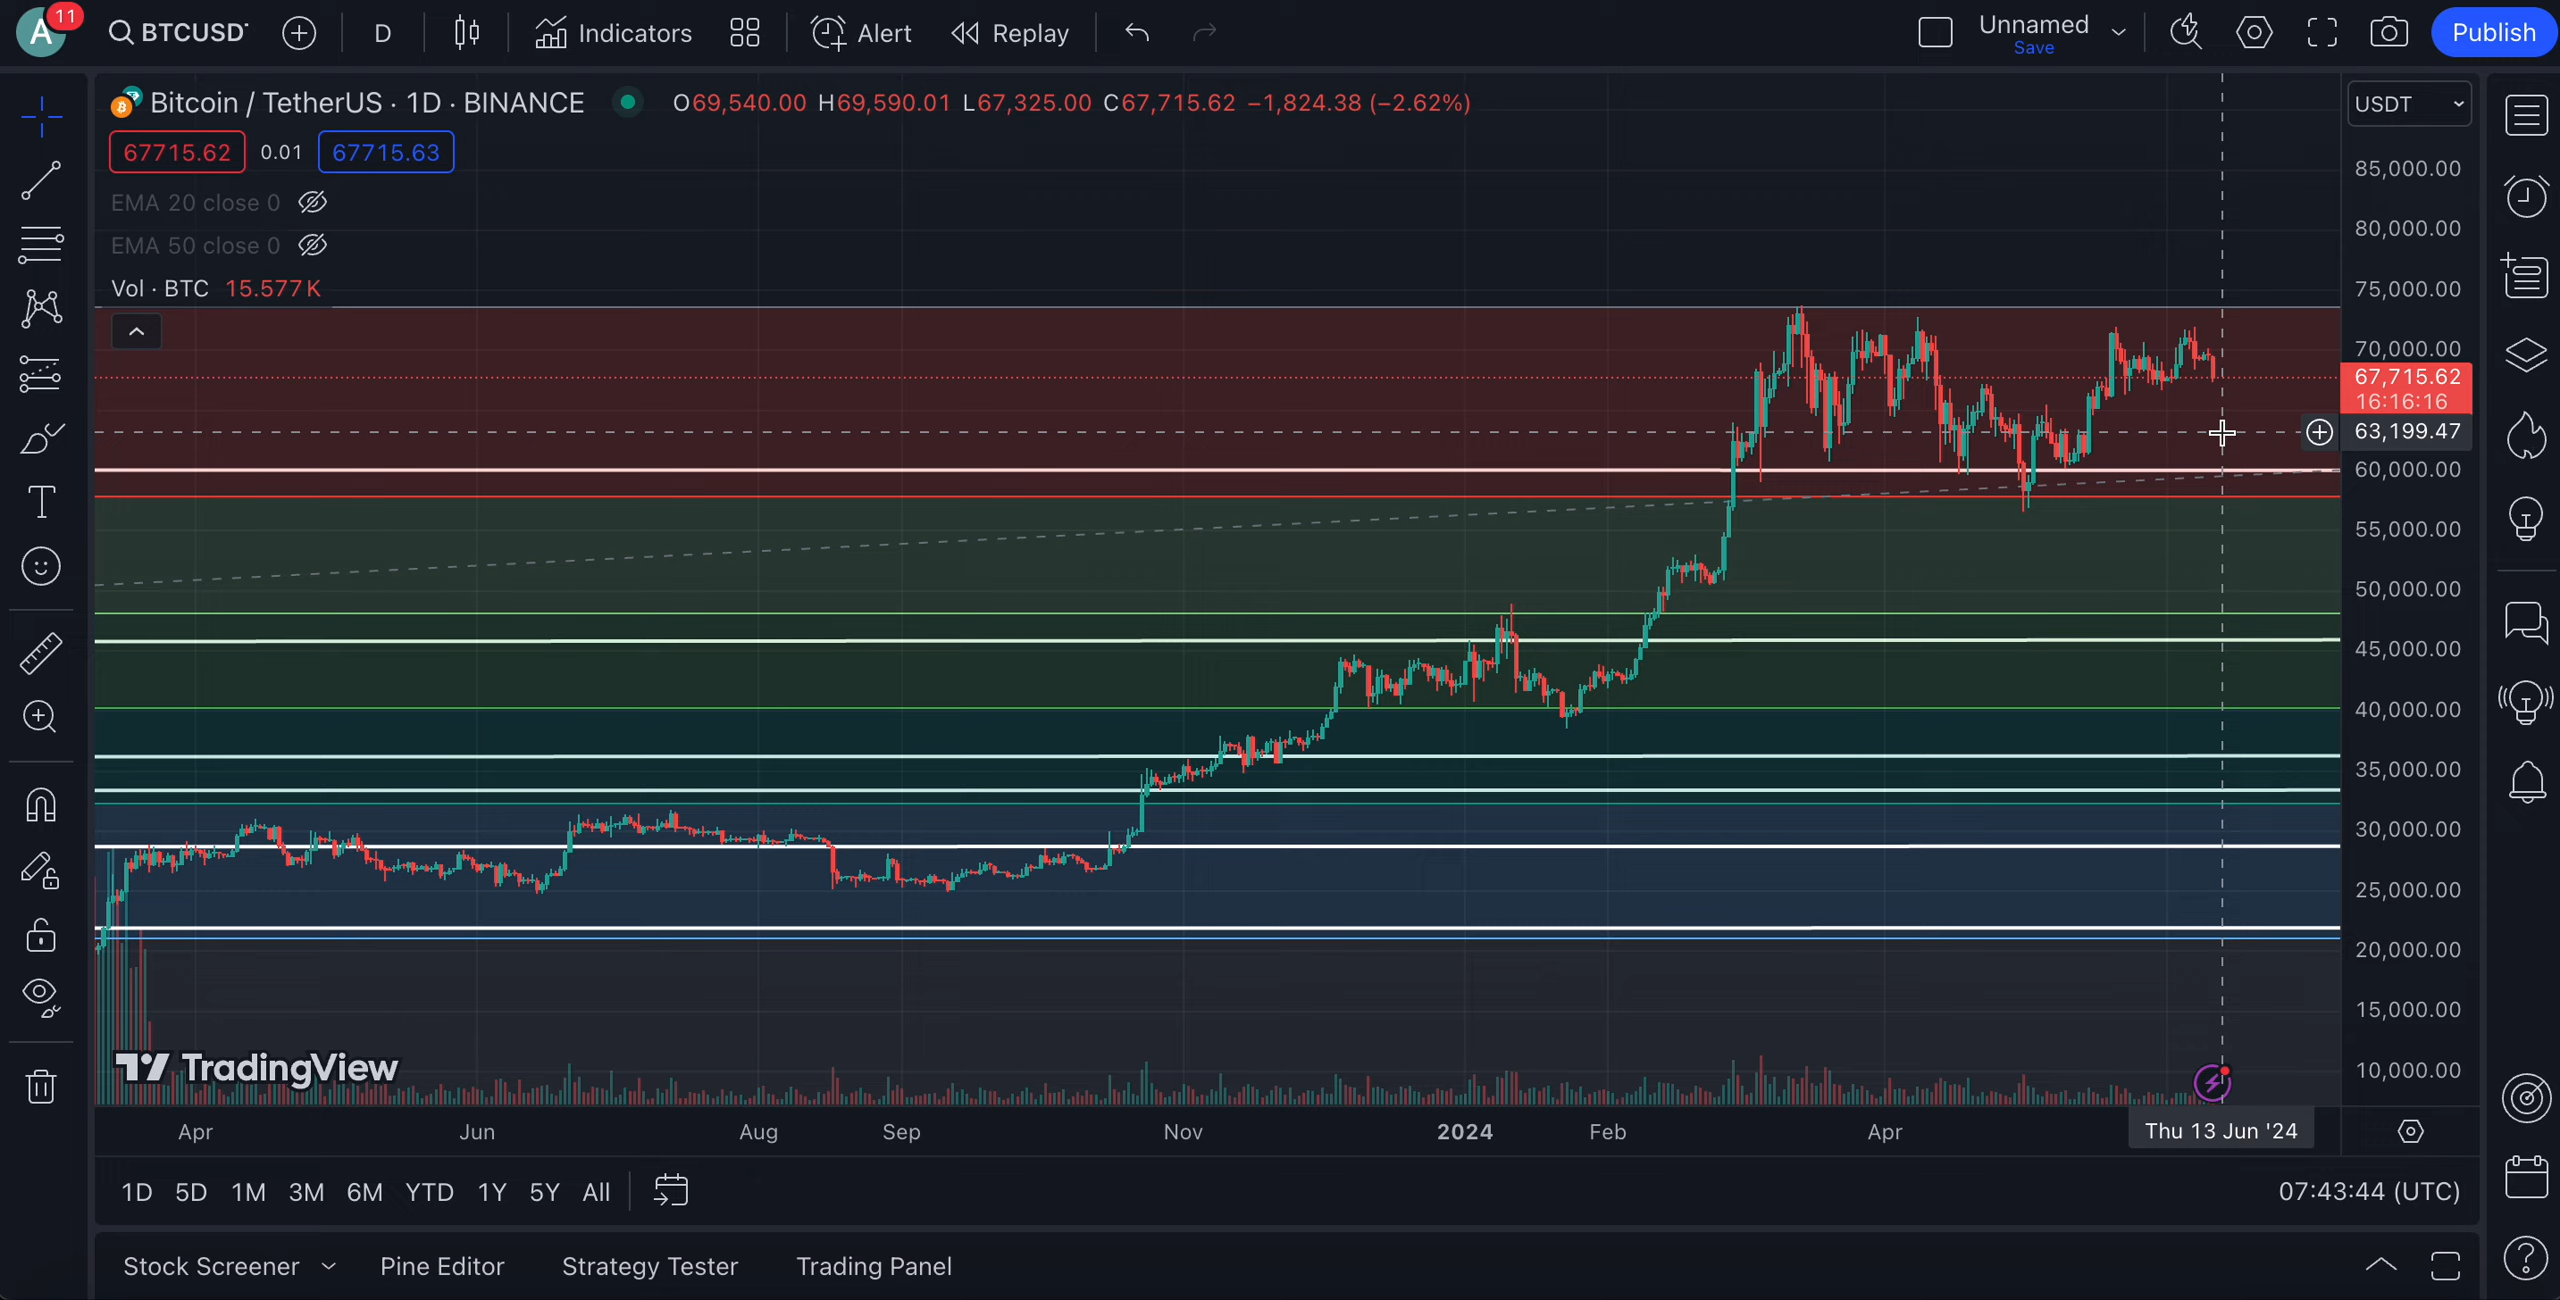 A 11 BTCUSD D Indicators Alert Replay Unnamed Save Publish
Bitcoin / TetherUS · 1D · BINANCE O69,540.00 H69,590.01 L67,325.00 C67,715.62 −1,824.38 (−2.62%) USDT
67715.62 0.01 67715.63
EMA 20 close 0
EMA 50 close 0
Vol · BTC 15.577K
85,000.00
80,000.00
75,000.00
70,000.00
67,715.62
16:16:16
63,199.47
60,000.00
55,000.00
50,000.00
45,000.00
40,000.00
35,000.00
30,000.00
25,000.00
20,000.00
15,000.00
10,000.00
TradingView
Apr Jun Aug Sep Nov 2024 Feb Apr Thu 13 Jun '24
1D 5D 1M 3M 6M YTD 1Y 5Y All 07:43:44 (UTC)
Stock Screener Pine Editor Strategy Tester Trading Panel